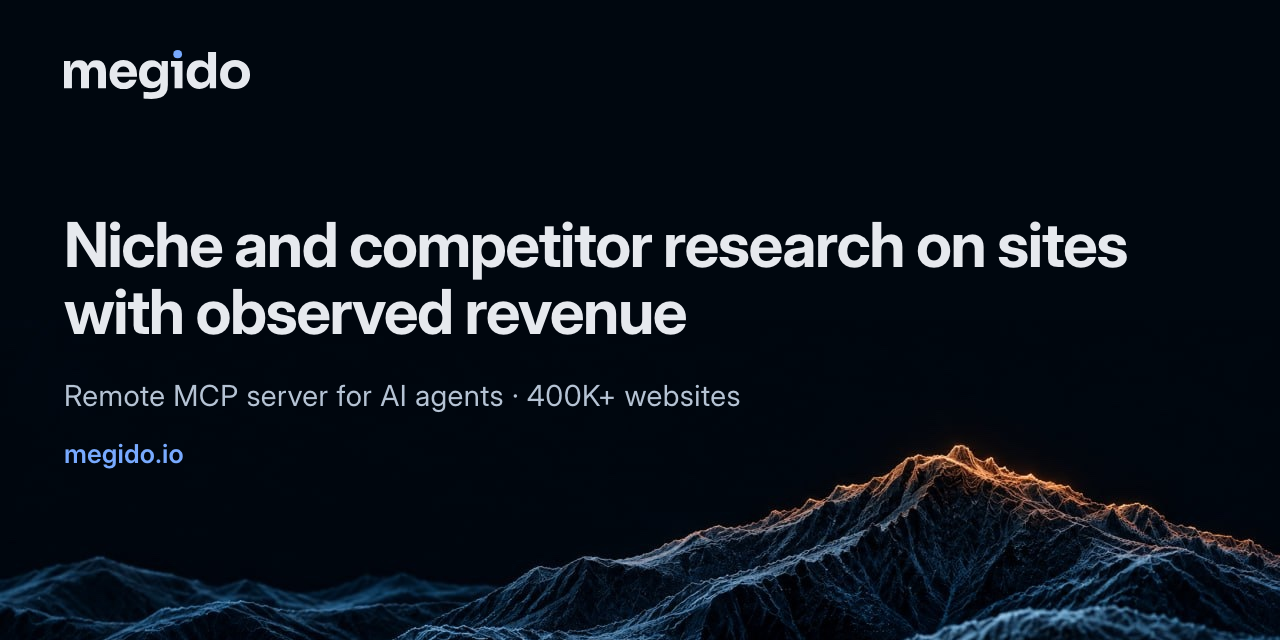 megido
Niche and competitor research on sites
with observed revenue
Remote MCP server for AI agents · 400K+ websites
megido.io